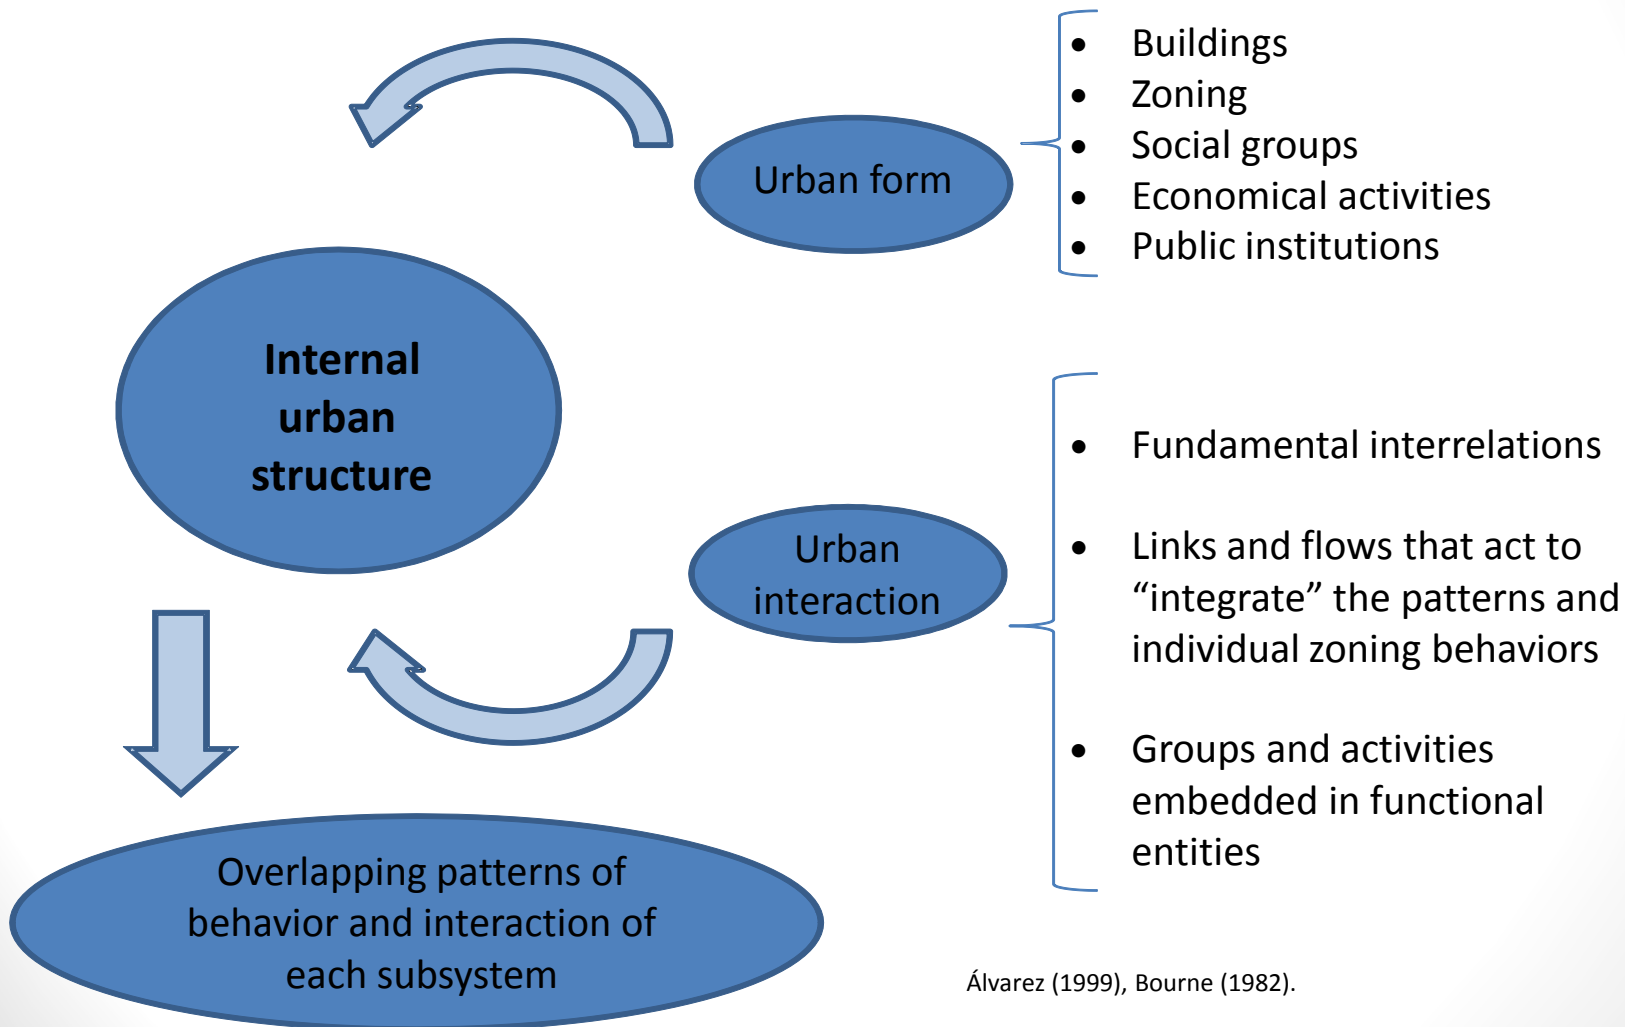 • Buildings
• Zoning
• Social groups
• Economical activities
• Public institutions
Urban form
Internal
urban
structure
Urban
interaction
• Fundamental interrelations
• Links and flows that act to
“integrate” the patterns and
individual zoning behaviors
• Groups and activities
embedded in functional
entities
Overlapping patterns of
behavior and interaction of
each subsystem
Álvarez (1999), Bourne (1982).